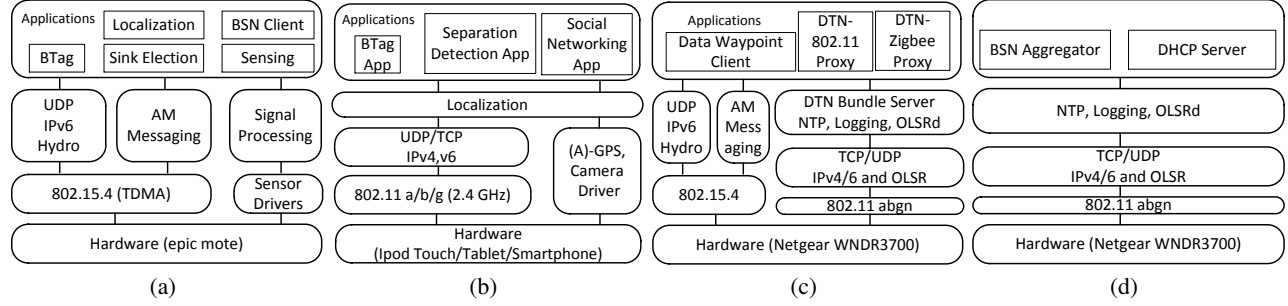 Applications
Localization
BSN Client
BTag
Sink Election
Sensing
UDP
IPv6
Hydro
AM
Messaging
Signal
Processing
802.15.4 (TDMA)
Sensor
Drivers
Hardware (epic mote)
(a)
Applications
BTag
App
Separation
Detection App
Social
Networking
App
Localization
UDP/TCP
IPv4,v6
(A)-GPS,
Camera
Driver
802.11 a/b/g (2.4 GHz)
Hardware
(Ipod Touch/Tablet/Smartphone)
(b)
Applications
Data Waypoint
Client
DTN-
802.11
Proxy
DTN-
Zigbee
Proxy
UDP
IPv6
Hydro
AM
Mess
aging
DTN Bundle Server
NTP, Logging, OLSRd
TCP/UDP
IPv4/6 and OLSR
802.15.4
802.11 abgn
Hardware (Netgear WNDR3700)
(c)
BSN Aggregator
DHCP Server
NTP, Logging, OLSRd
TCP/UDP
IPv4/6 and OLSR
802.11 abgn
Hardware (Netgear WNDR3700)
(d)